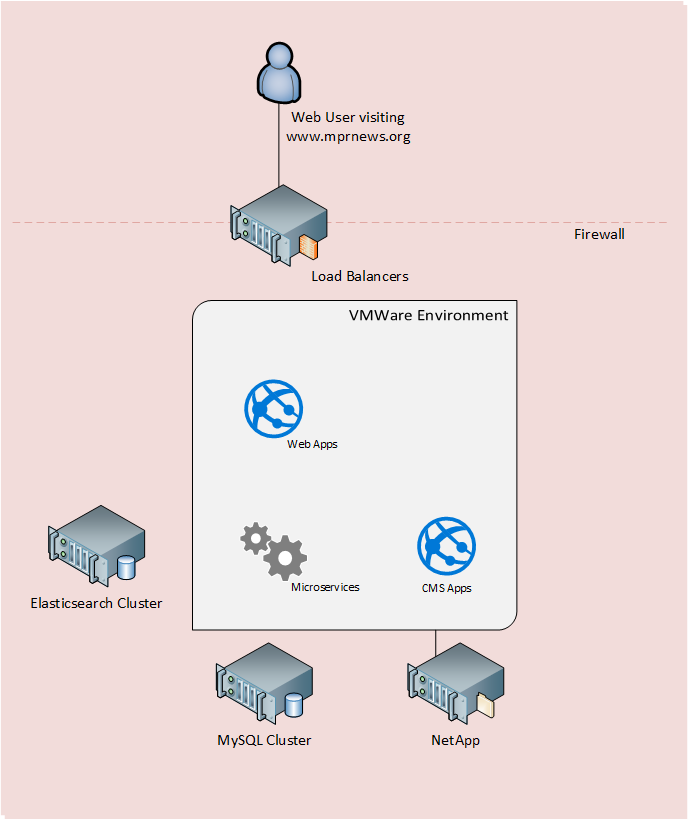 Web User visiting
www.mprnews.org
Firewall
Load Balancers
VMWare Environment
Web Apps
Microservices
CMS Apps
Elasticsearch Cluster
MySQL Cluster
NetApp